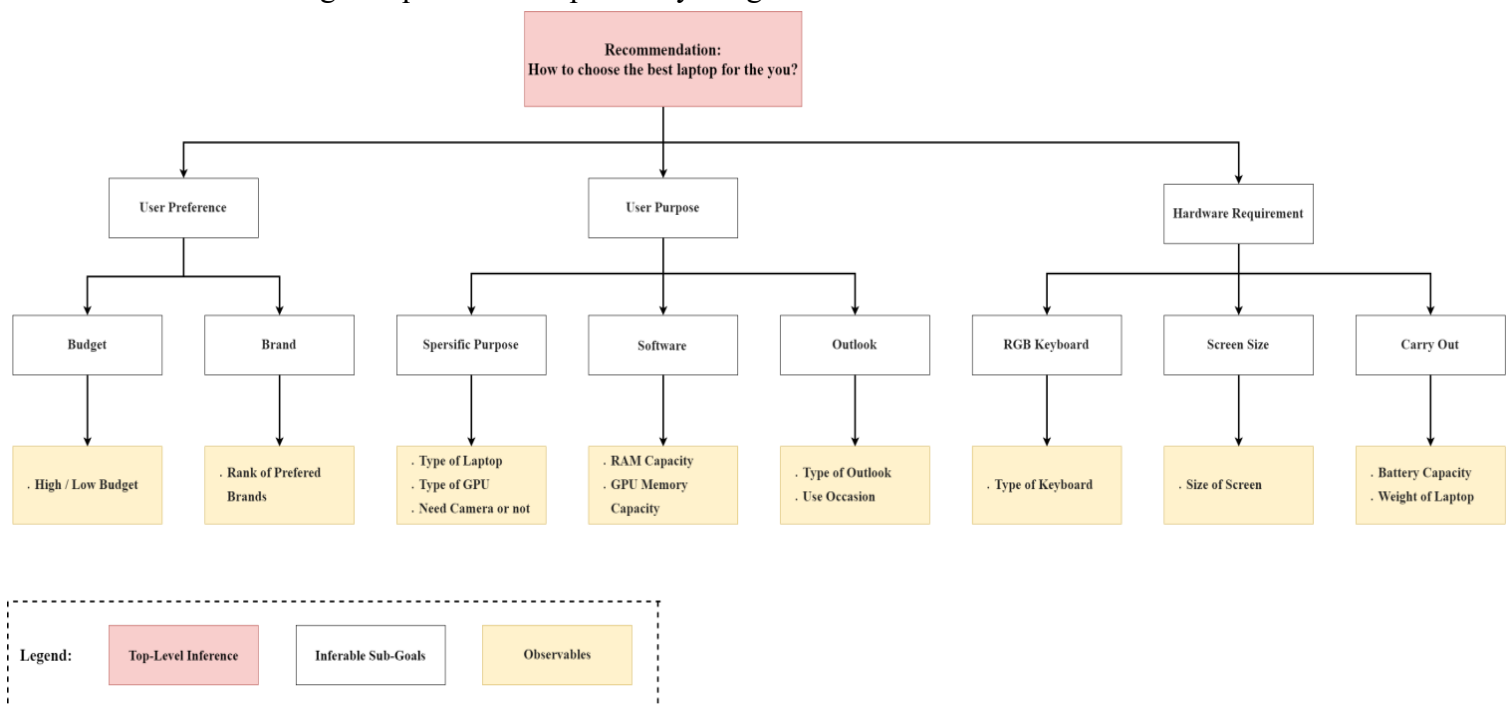 Recommendation:
How to choose the best laptop for the you?
User Preference
User Purpose
Hardware Requirement
Budget
Brand
Spersific Purpose
Software
Outlook
RGB Keyboard
Screen Size
Carry Out
. High / Low Budget
. Rank of Prefered
Brands
. Type of Laptop
. Type of GPU
. Need Camera or not
. RAM Capacity
. GPU Memory
Capacity
. Type of Outlook
. Use Occasion
. Type of Keyboard
. Size of Screen
. Battery Capacity
. Weight of Laptop
Legend:
Top-Level Inference
Inferable Sub-Goals
Observables